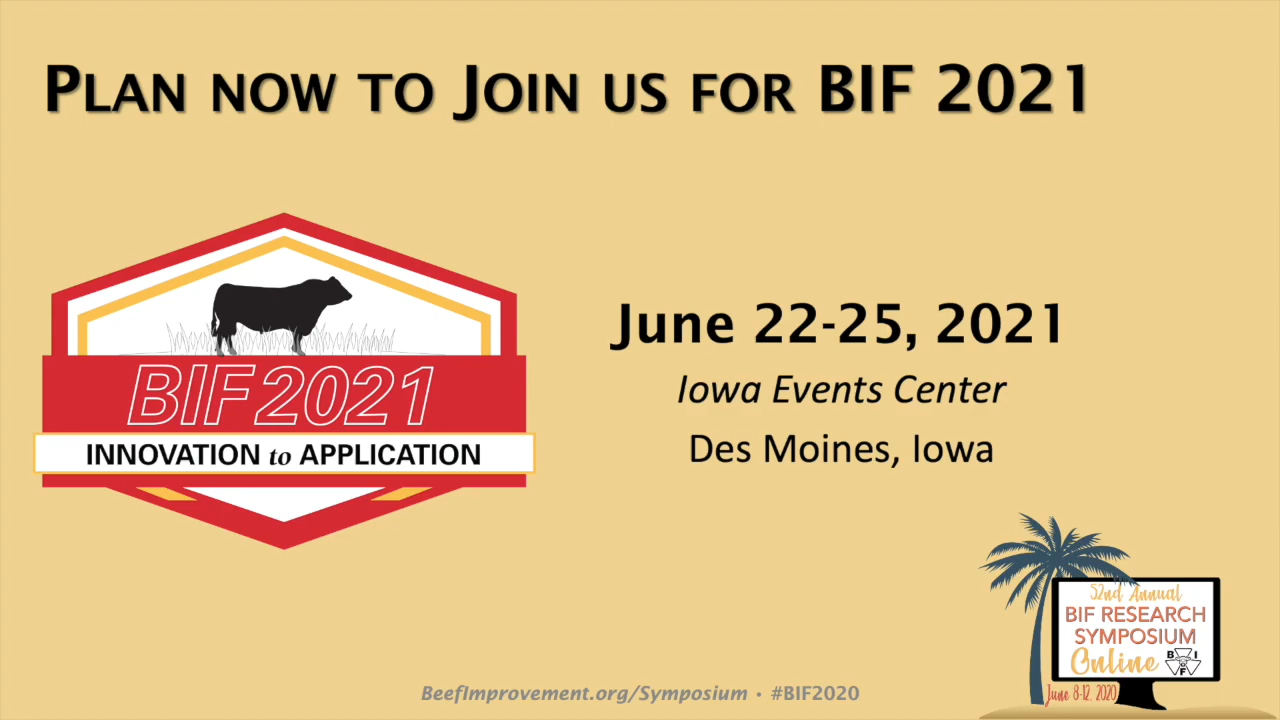 Plan now to Join us for BIF 2021
BIF 2021
INNOVATION to APPLICATION
June 22-25, 2021
Iowa Events Center
Des Moines, Iowa
52nd Annual
BIF RESEARCH
SYMPOSIUM
Online
B I F
June 8-12, 2020
BeefImprovement.org/Symposium • #BIF2020